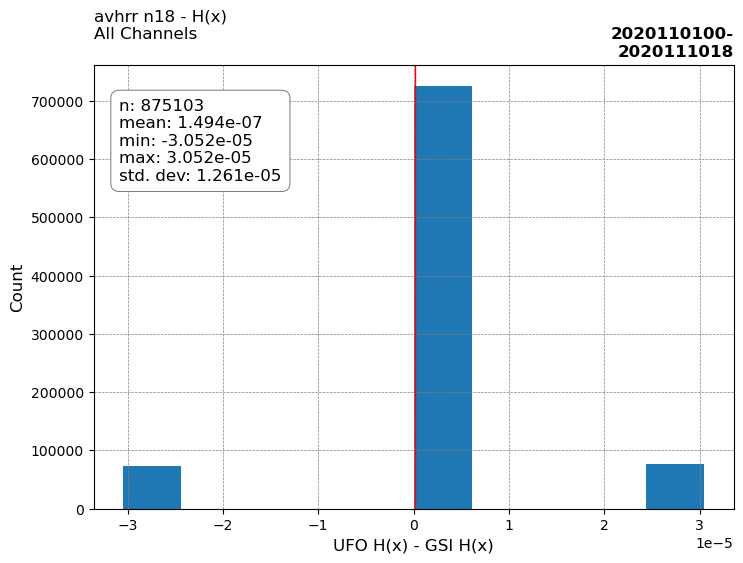 avhrr n18 - H(x)
All Channels
2020110100-
2020111018
n: 875103
mean: 1.494e-07
min: -3.052e-05
max: 3.052e-05
std. dev: 1.261e-05
Count
700000
600000
500000
400000
300000
200000
100000
0
−3 −2 −1 0 1 2 3
1e−5
UFO H(x) - GSI H(x)